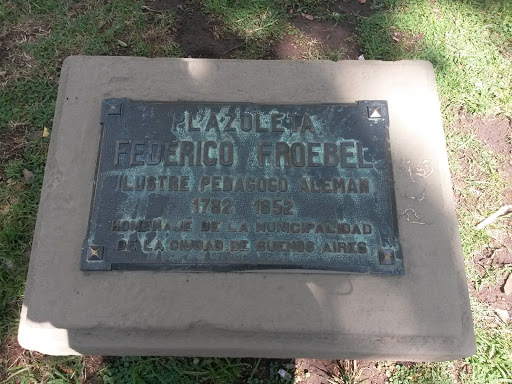 PLAZOLETA
FEDERICO FROEBEL
ILUSTRE PEDAGOGO ALEMAN
1782 1852
HOMENAJE DE LA MUNICIPALIDAD
DE LA CIUDAD DE BUENOS AIRES